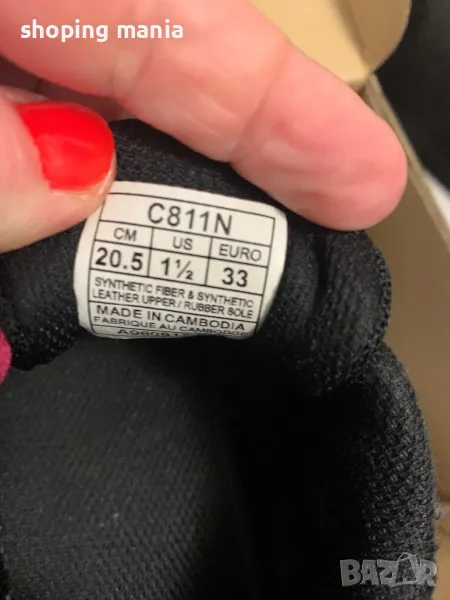 shoping mania
C811N
CM US EURO
20.5 1½ 33
SYNTHETIC FIBER & SYNTHETIC
LEATHER UPPER / RUBBER SOLE
MADE IN CAMBODIA
FABRIQUE AU CAMBODGE
BAZAR